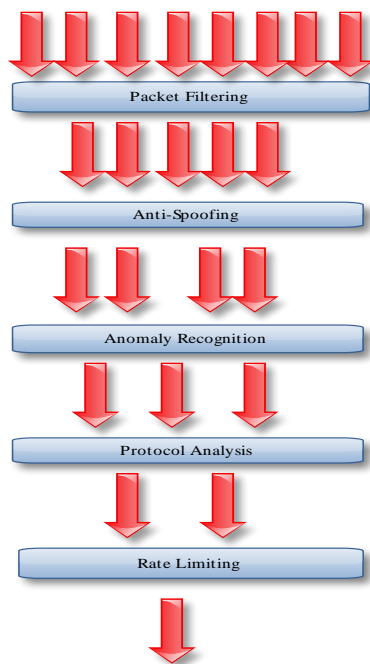 Packet Filtering
Anti-Spoofing
Anomaly Recognition
Protocol Analysis
Rate Limiting